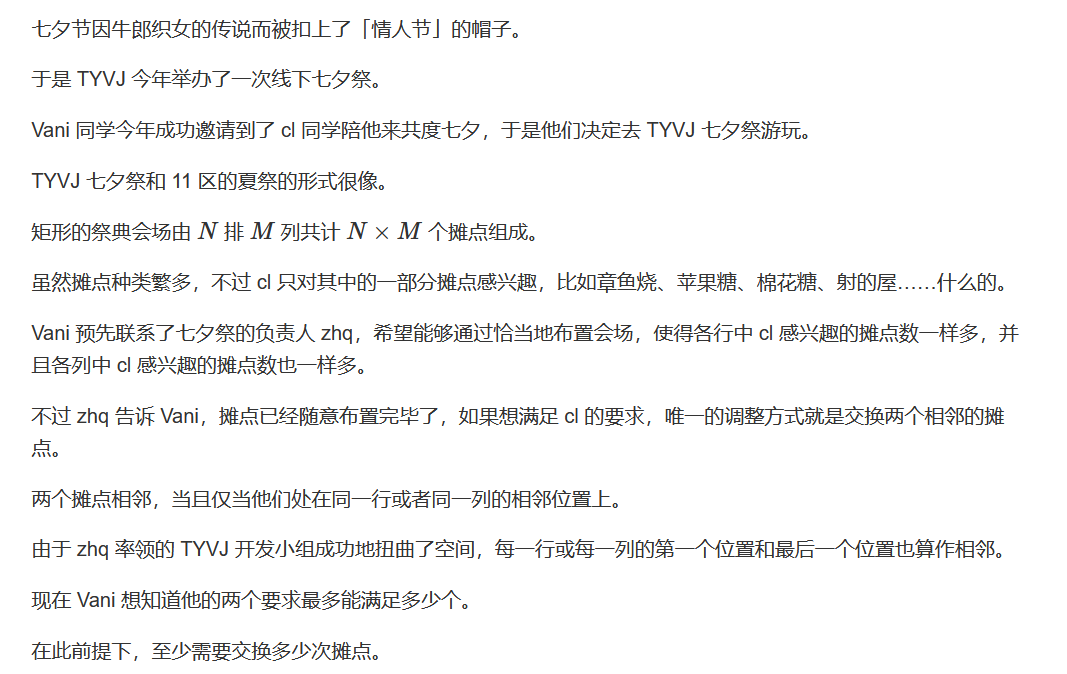 七夕节因牛郎织女的传说而被扣上了「情人节」的帽子。
于是 TYVJ 今年举办了一次线下七夕祭。
Vani 同学今年成功邀请到了 cl 同学陪他来共度七夕，于是他们决定去 TYVJ 七夕祭游玩。
TYVJ 七夕祭和 11 区的夏祭的形式很像。
矩形的祭典会场由 N 排 M 列共计 N × M 个摊点组成。
虽然摊点种类繁多，不过 cl 只对其中的一部分摊点感兴趣，比如章鱼烧、苹果糖、棉花糖、射的屋……什么的。
Vani 预先联系了七夕祭的负责人 zhq，希望能够通过恰当地布置会场，使得各行中 cl 感兴趣的摊点数一样多，并
且各列中 cl 感兴趣的摊点数也一样多。
不过 zhq 告诉 Vani，摊点已经随意布置完毕了，如果想满足 cl 的要求，唯一的调整方式就是交换两个相邻的摊
点。
两个摊点相邻，当且仅当他们处在同一行或者同一列的相邻位置上。
由于 zhq 率领的 TYVJ 开发小组成功地扭曲了空间，每一行或每一列的第一个位置和最后一个位置也算作相邻。
现在 Vani 想知道他的两个要求最多能满足多少个。
在此前提下，至少需要交换多少次摊点。